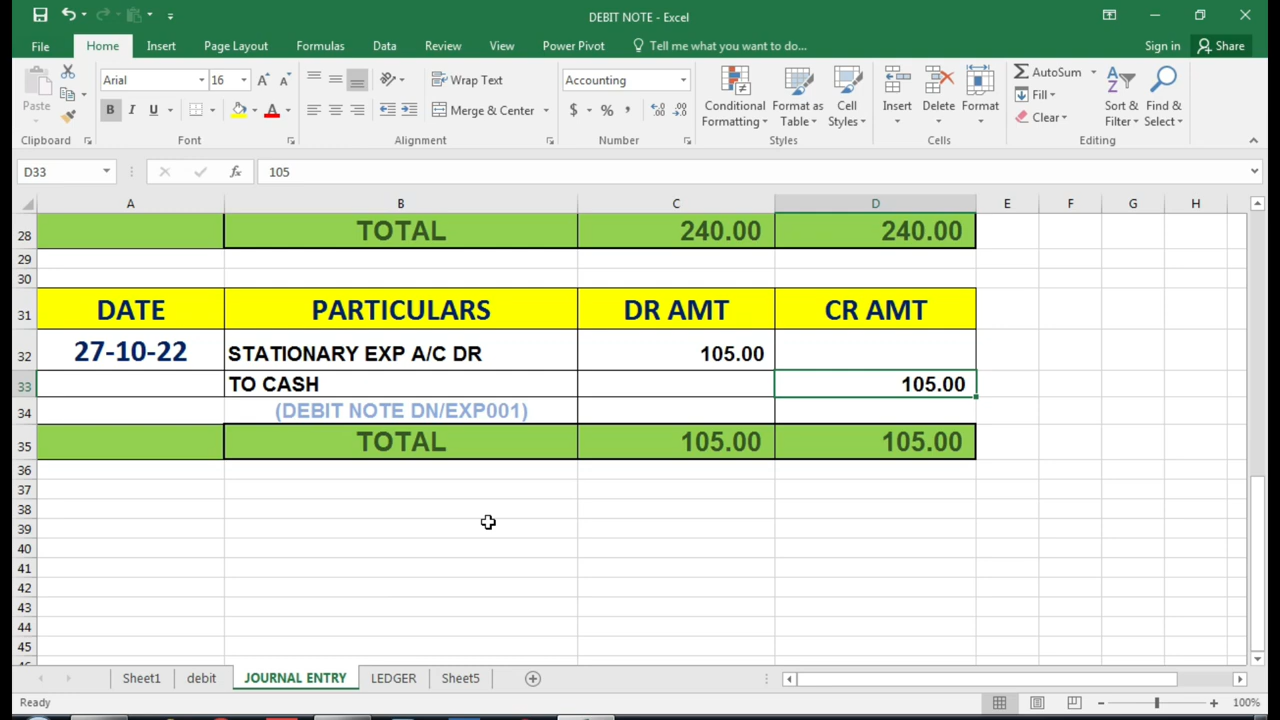 DEBIT NOTE - Excel
File Home Insert Page Layout Formulas Data Review View Power Pivot Tell me what you want to do... Sign in Share
Paste
Arial 16
B I U
Wrap Text
Merge & Center
Accounting
$ % ,
Conditional Formatting
Format as Table
Cell Styles
Insert Delete Format
AutoSum
Fill
Clear
Sort & Filter
Find & Select
Clipboard Font Alignment Number Styles Cells Editing
D33 fx 105
A B C D E F G H
28 TOTAL 240.00 240.00
29
30
31 DATE PARTICULARS DR AMT CR AMT
32 27-10-22 STATIONARY EXP A/C DR 105.00
33 TO CASH 105.00
34 (DEBIT NOTE DN/EXP001)
35 TOTAL 105.00 105.00
36
37
38
39
40
41
42
43
44
45
Sheet1 debit JOURNAL ENTRY LEDGER Sheet5
Ready 100%